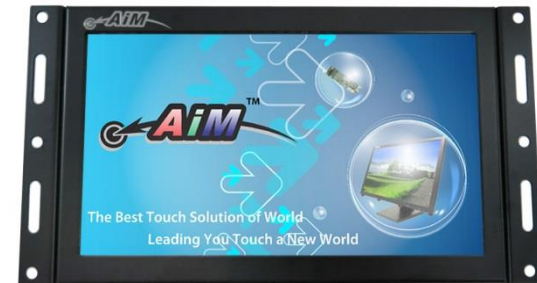 AiM
AiM™
The Best Touch Solution of World
Leading You Touch a New World